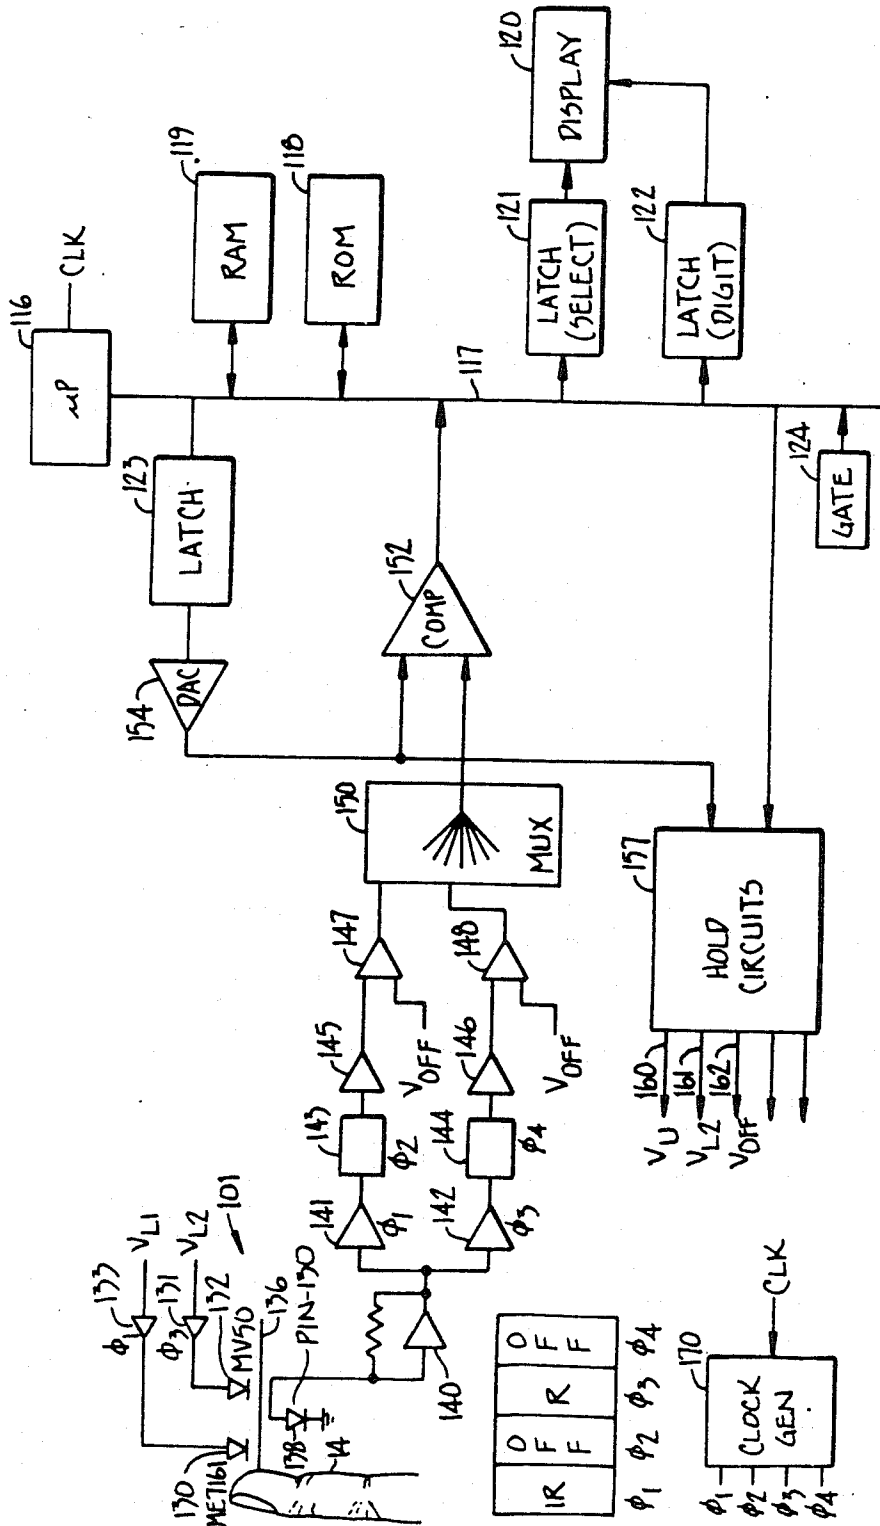 101
V_L1
V_L2
133
131
φ1
φ3
130
MET161
132
MV50
136
PIN-130
138
14
140
141
φ1
142
φ3
143
φ2
144
φ4
145
146
147
V_OFF
148
V_OFF
150
MUX
152
COMP
154
DAC
123
LATCH
116
μP
CLK
119
RAM
118
ROM
117
121
LATCH
(SELECT)
120
DISPLAY
122
LATCH
(DIGIT)
124
GATE
157
HOLD
CIRCUITS
160
V_U
161
V_L2
162
V_OFF
IR
OFF
R
OFF
φ1 φ2 φ3 φ4
170
CLOCK
GEN
CLK
φ1
φ2
φ3
φ4